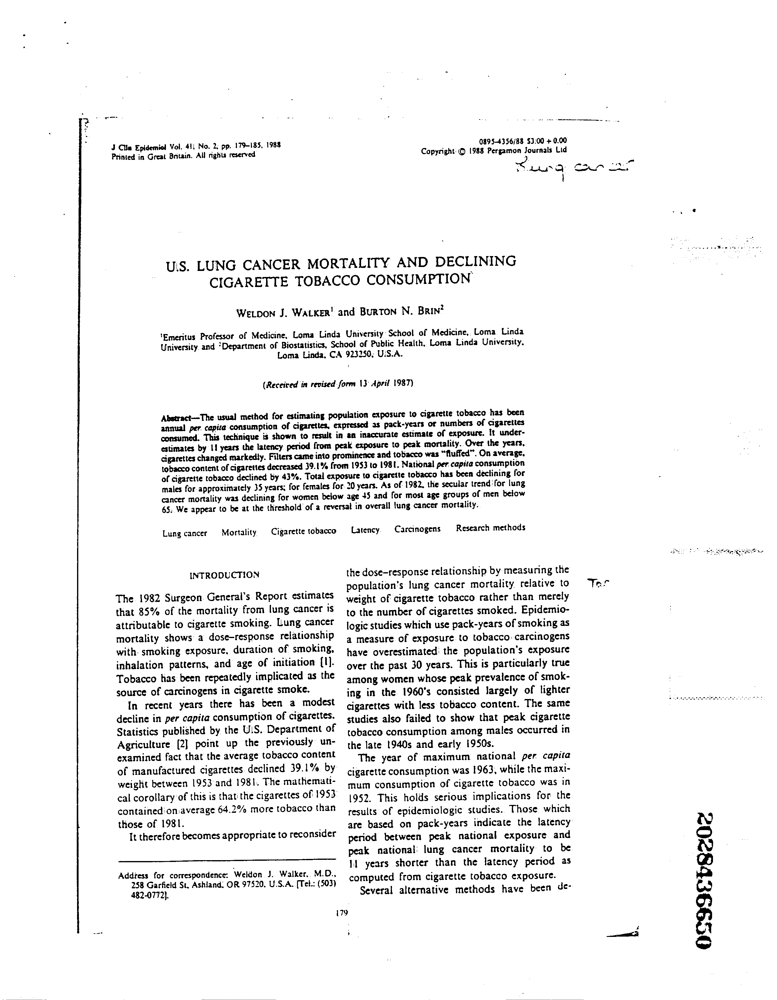 J Clin Epidemiol Vol. 41, No. 2, pp. 179-185, 1988
Printed in Great Britain. All rights reserved
0895-4356/88 $3.00 + 0.00
Copyright © 1988 Pergamon Journals Ltd
Lung cancer
U.S. LUNG CANCER MORTALITY AND DECLINING
CIGARETTE TOBACCO CONSUMPTION
WELDON J. WALKER¹ and BURTON N. BRIN²
¹Emeritus Professor of Medicine, Loma Linda University School of Medicine, Loma Linda
University and ²Department of Biostatistics, School of Public Health, Loma Linda University,
Loma Linda, CA 923250, U.S.A.
(Received in revised form 13 April 1987)
Abstract—The usual method for estimating population exposure to cigarette tobacco has been
annual per capita consumption of cigarettes, expressed as pack-years or numbers of cigarettes
consumed. This technique is shown to result in an inaccurate estimate of exposure. It under-
estimates by 11 years the latency period from peak exposure to peak mortality. Over the years,
cigarettes changed markedly. Filters came into prominence and tobacco was "fluffed". On average,
tobacco content of cigarettes decreased 39.1% from 1953 to 1981. National per capita consumption
of cigarette tobacco declined by 43%. Total exposure to cigarette tobacco has been declining for
males for approximately 35 years; for females for 20 years. As of 1982, the secular trend for lung
cancer mortality was declining for women below age 45 and for most age groups of men below
65. We appear to be at the threshold of a reversal in overall lung cancer mortality.
Lung cancer Mortality Cigarette tobacco Latency Carcinogens Research methods
INTRODUCTION
The 1982 Surgeon General's Report estimates
that 85% of the mortality from lung cancer is
attributable to cigarette smoking. Lung cancer
mortality shows a dose-response relationship
with smoking exposure, duration of smoking,
inhalation patterns, and age of initiation [1].
Tobacco has been repeatedly implicated as the
source of carcinogens in cigarette smoke.
In recent years there has been a modest
decline in per capita consumption of cigarettes.
Statistics published by the U.S. Department of
Agriculture [2] point up the previously un-
examined fact that the average tobacco content
of manufactured cigarettes declined 39.1% by
weight between 1953 and 1981. The mathemati-
cal corollary of this is that the cigarettes of 1953
contained on average 64.2% more tobacco than
those of 1981.
It therefore becomes appropriate to reconsider
Address for correspondence: Weldon J. Walker, M.D.,
258 Garfield St, Ashland, OR 97520, U.S.A. [Tel.: (503)
482-0772].
the dose-response relationship by measuring the
population's lung cancer mortality relative to
weight of cigarette tobacco rather than merely
to the number of cigarettes smoked. Epidemio-
logic studies which use pack-years of smoking as
a measure of exposure to tobacco carcinogens
have overestimated the population's exposure
over the past 30 years. This is particularly true
among women whose peak prevalence of smok-
ing in the 1960's consisted largely of lighter
cigarettes with less tobacco content. The same
studies also failed to show that peak cigarette
tobacco consumption among males occurred in
the late 1940s and early 1950s.
The year of maximum national per capita
cigarette consumption was 1963, while the maxi-
mum consumption of cigarette tobacco was in
1952. This holds serious implications for the
results of epidemiologic studies. Those which
are based on pack-years indicate the latency
period between peak national exposure and
peak national lung cancer mortality to be
11 years shorter than the latency period as
computed from cigarette tobacco exposure.
Several alternative methods have been de-
Tar
179
2028436650